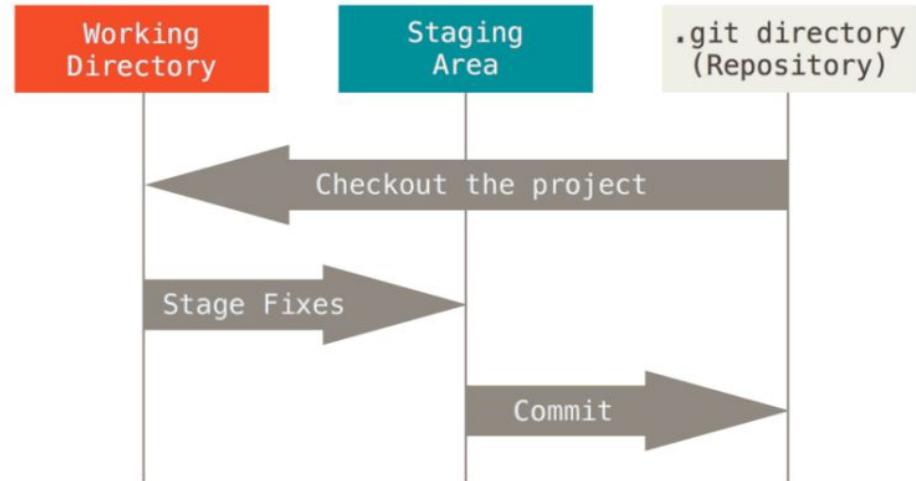 Working
Directory
Staging
Area
.git directory
(Repository)
Checkout the project
Stage Fixes
Commit